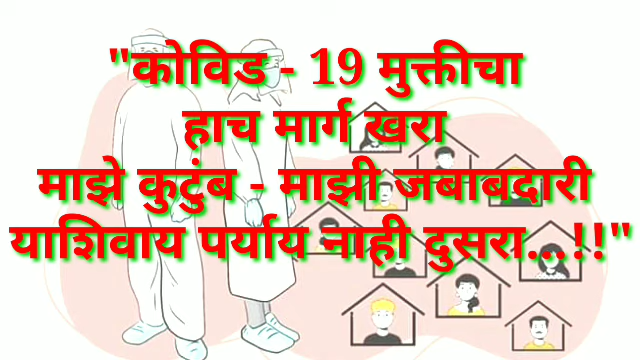 "कोविड - 19 मुक्तीचा
हाच मार्ग खरा
माझे कुटुंब - माझी जबाबदारी
याशिवाय पर्याय नाही दुसरा...!!"